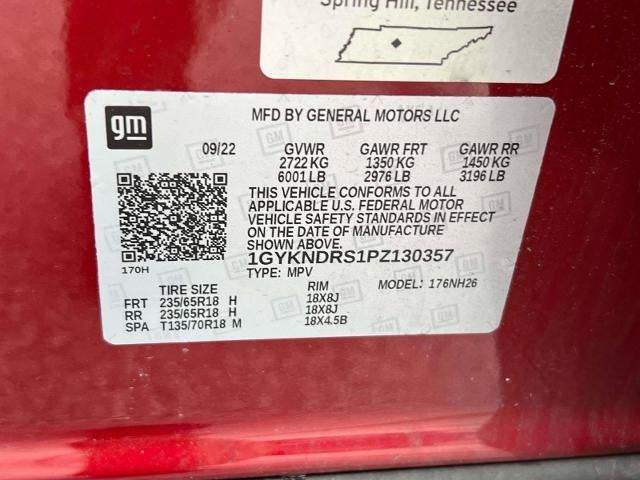 Spring Hill, Tennessee
gm
MFD BY GENERAL MOTORS LLC
09/22 GVWR GAWR FRT GAWR RR
2722 KG 1350 KG 1450 KG
6001 LB 2976 LB 3196 LB
THIS VEHICLE CONFORMS TO ALL
APPLICABLE U.S. FEDERAL MOTOR
VEHICLE SAFETY STANDARDS IN EFFECT
ON THE DATE OF MANUFACTURE
SHOWN ABOVE.
1GYKNDRS1PZ130357
170H
TYPE: MPV MODEL: 176NH26
TIRE SIZE RIM
FRT 235/65R18 H 18X8J
RR 235/65R18 H 18X8J
SPA T135/70R18 M 18X4.5B